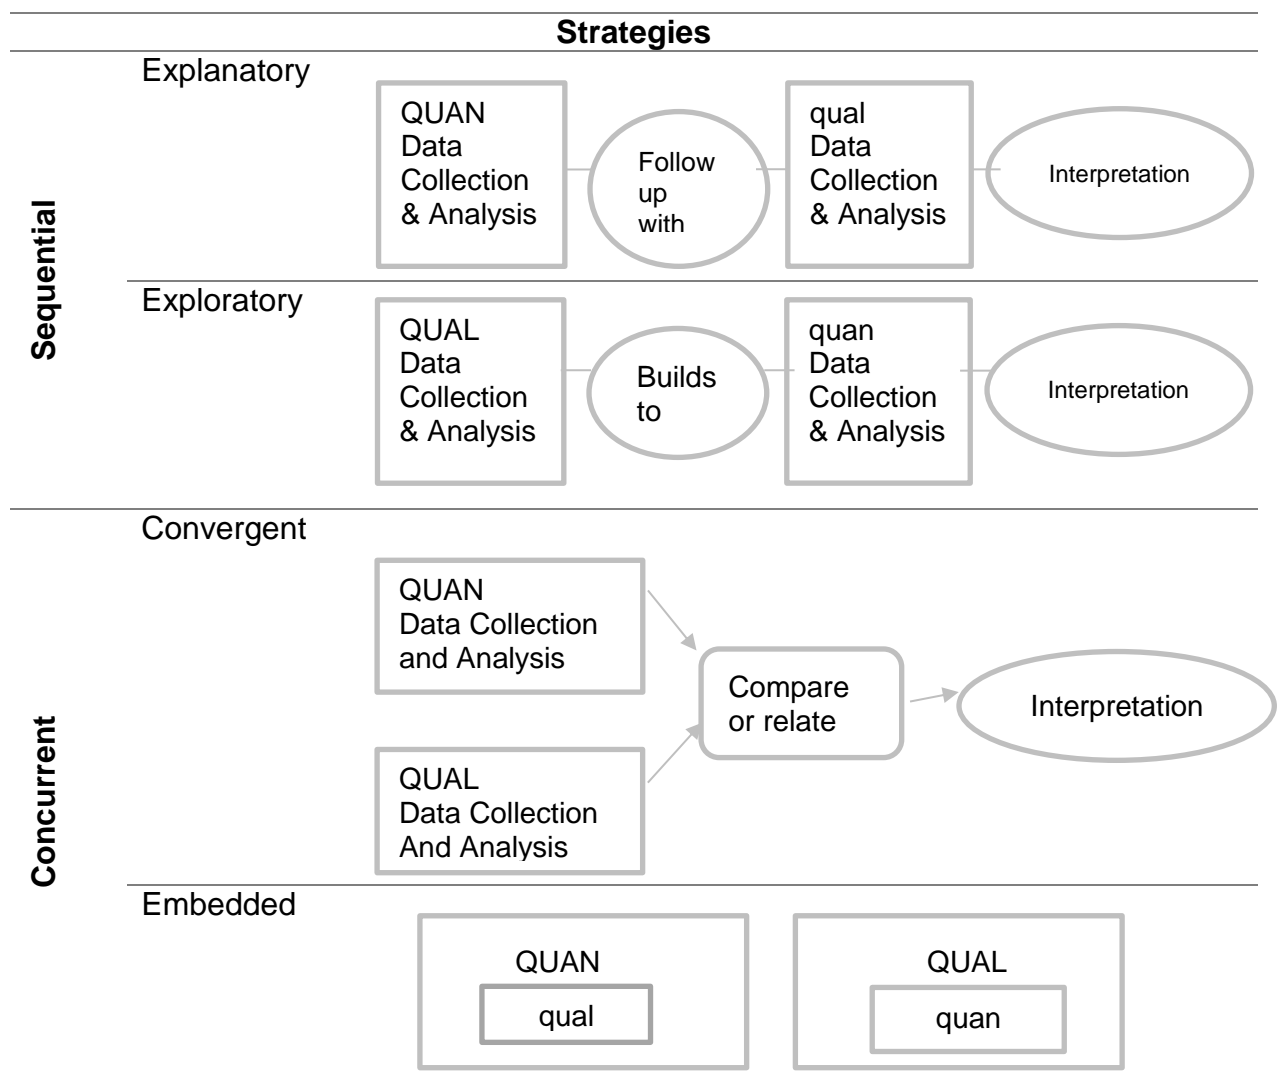 Strategies
Sequential
Explanatory
QUAN
Data
Collection
& Analysis
Follow
up
with
qual
Data
Collection
& Analysis
Interpretation
Exploratory
QUAL
Data
Collection
& Analysis
Builds
to
quan
Data
Collection
& Analysis
Interpretation
Concurrent
Convergent
QUAN
Data Collection
and Analysis
QUAL
Data Collection
And Analysis
Compare
or relate
Interpretation
Embedded
QUAN
qual
QUAL
quan